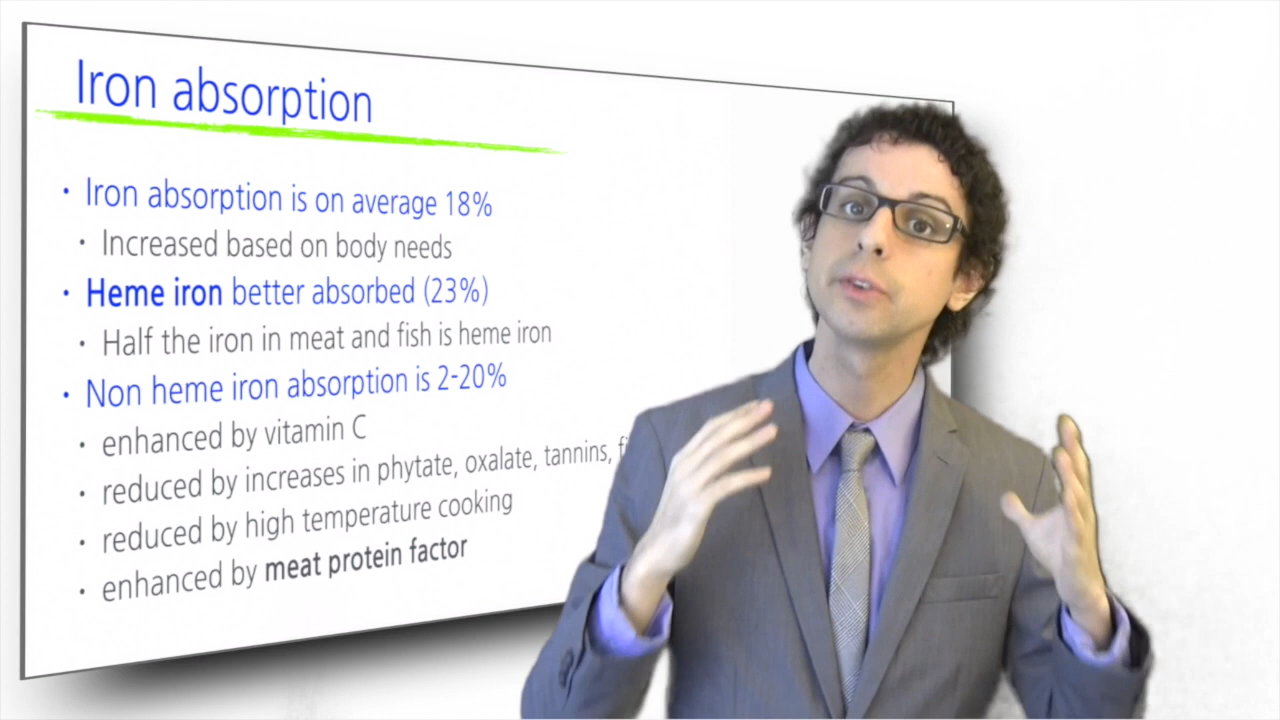 Iron absorption
• Iron absorption is on average 18%
• Increased based on body needs
• Heme iron better absorbed (23%)
• Half the iron in meat and fish is heme iron
• Non heme iron absorption is 2-20%
• enhanced by vitamin C
• reduced by increases in phytate, oxalate, tannins,
• reduced by high temperature cooking
• enhanced by meat protein factor